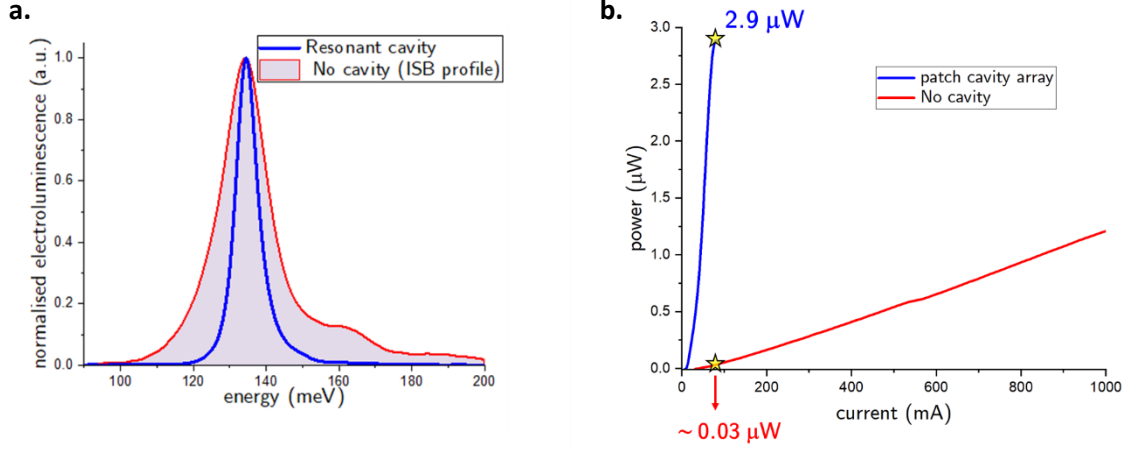 a.
normalised electroluminescence (a.u.)
1.0
0.8
0.6
0.4
0.2
0.0
100
120
140
160
180
200
energy (meV)
Resonant cavity
No cavity (ISB profile)
b.
2.9 μW
power (μW)
3.0
2.5
2.0
1.5
1.0
0.5
0.0
0
200
400
600
800
1000
current (mA)
patch cavity array
No cavity
~ 0.03 μW